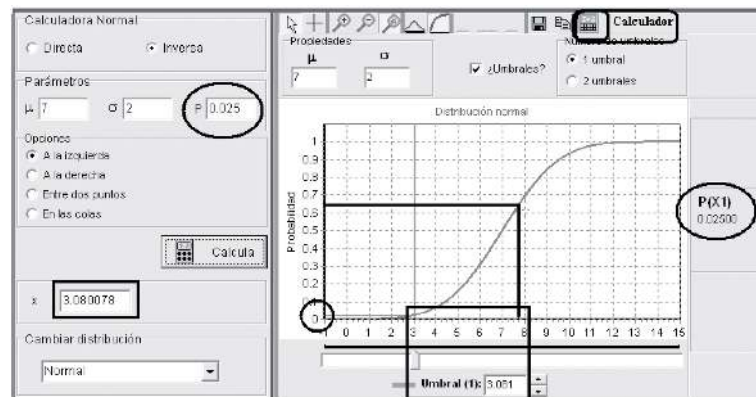 Calculadora Normal
Directa
Inversa
Parámetros
μ 7 σ 2 P 0.025
Opciones
A la izquierda
A la derecha
Entre dos puntos
En las colas
Calcula
x 3.080078
Cambiar distribución
Normal
Calculador
Propiedades
μ σ
7 2
¿Umbrales?
Número de umbrales
1 umbral
2 umbrales
Distribución normal
Probabilidad
1
0.9
0.8
0.7
0.6
0.5
0.4
0.3
0.2
0.1
0
-1 0 1 2 3 4 5 6 7 8 9 10 11 12 13 14 15
Umbral (1): 3.081
P(X1)
0.02500